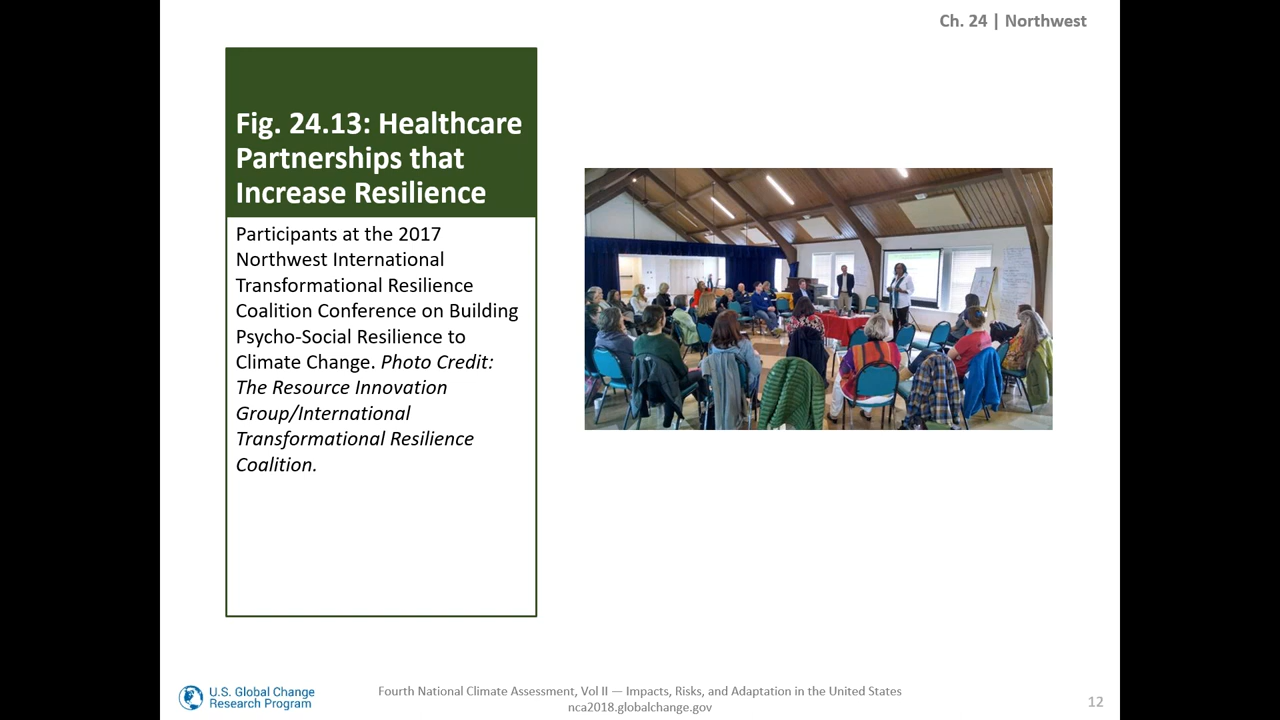 Ch. 24 | Northwest
Fig. 24.13: Healthcare
Partnerships that
Increase Resilience
Participants at the 2017
Northwest International
Transformational Resilience
Coalition Conference on Building
Psycho-Social Resilience to
Climate Change. Photo Credit:
The Resource Innovation
Group/International
Transformational Resilience
Coalition.
U.S. Global Change
Research Program
Fourth National Climate Assessment, Vol II — Impacts, Risks, and Adaptation in the United States
nca2018.globalchange.gov
12